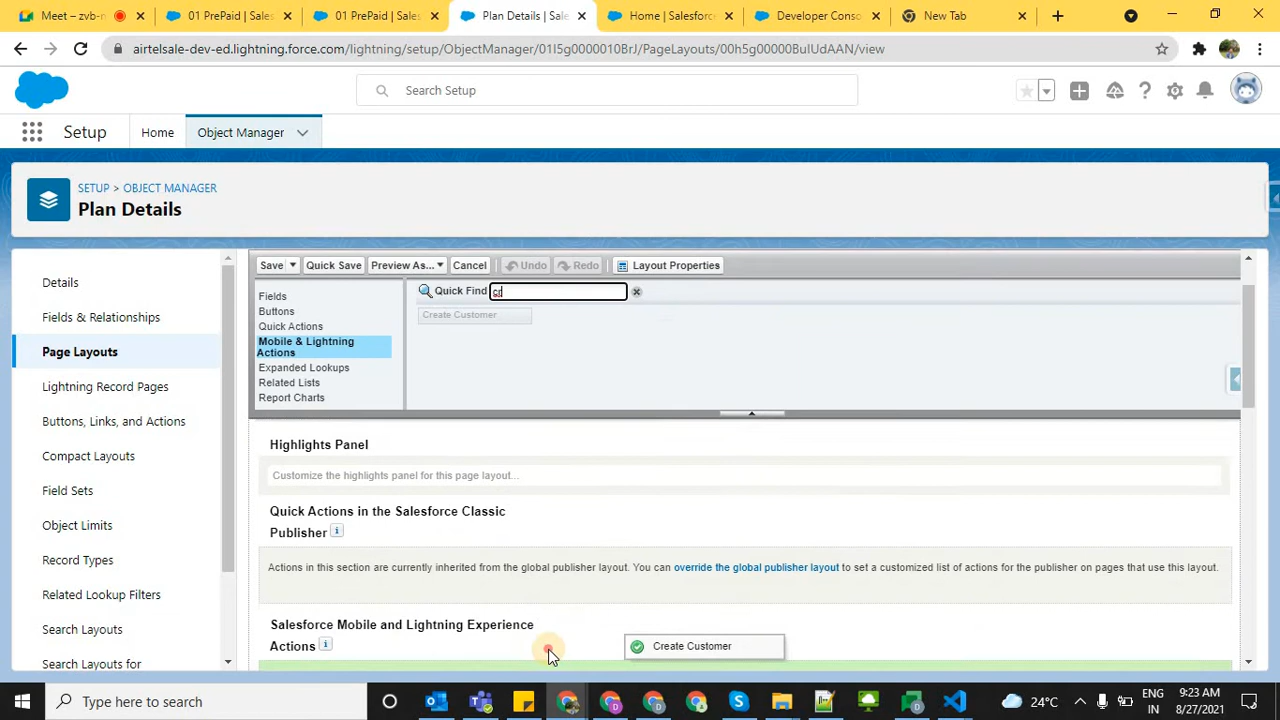 Meet – zvb-n
01 PrePaid | Sales
01 PrePaid | Sales
Plan Details | Sale
Home | Salesforce
Developer Conso
New Tab
airtelsale-dev-ed.lightning.force.com/lightning/setup/ObjectManager/01I5g0000010BrJ/PageLayouts/00h5g00000BuIUdAAN/view
Search Setup
Setup
Home
Object Manager
SETUP > OBJECT MANAGER
Plan Details
Details
Fields & Relationships
Page Layouts
Lightning Record Pages
Buttons, Links, and Actions
Compact Layouts
Field Sets
Object Limits
Record Types
Related Lookup Filters
Search Layouts
Search Layouts for
Save
Quick Save
Preview As...
Cancel
Undo
Redo
Layout Properties
Fields
Buttons
Quick Actions
Mobile & Lightning
Actions
Expanded Lookups
Related Lists
Report Charts
Quick Find
Create Customer
Highlights Panel
Customize the highlights panel for this page layout...
Quick Actions in the Salesforce Classic
Publisher
Actions in this section are currently inherited from the global publisher layout. You can override the global publisher layout to set a customized list of actions for the publisher on pages that use this layout.
Salesforce Mobile and Lightning Experience
Actions
Create Customer
Type here to search
24°C
ENG
IN
9:23 AM
8/27/2021